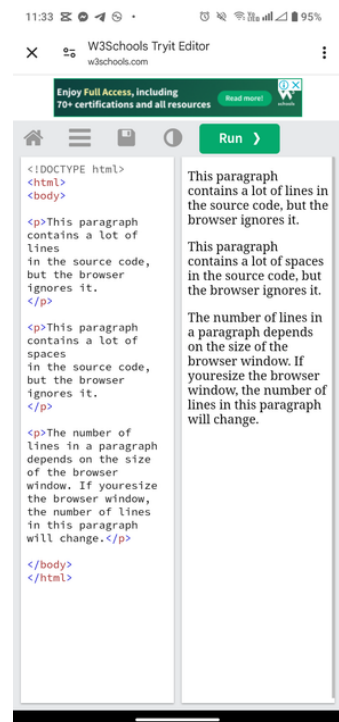 11:33
95%
W3Schools Tryit Editor
w3schools.com
Enjoy Full Access, including
70+ certifications and all resources
Read more!
schools
Run ❯
<!DOCTYPE html>
<html>
<body>
<p>This paragraph
contains a lot of
lines
in the source code,
but the browser
ignores it.
</p>
<p>This paragraph
contains a lot of
spaces
in the source code,
but the browser
ignores it.
</p>
<p>The number of
lines in a paragraph
depends on the size
of the browser
window. If youresize
the browser window,
the number of lines
in this paragraph
will change.</p>
</body>
</html>
This paragraph
contains a lot of lines in
the source code, but the
browser ignores it.
This paragraph
contains a lot of spaces
in the source code, but
the browser ignores it.
The number of lines in
a paragraph depends
on the size of the
browser window. If
youresize the browser
window, the number of
lines in this paragraph
will change.